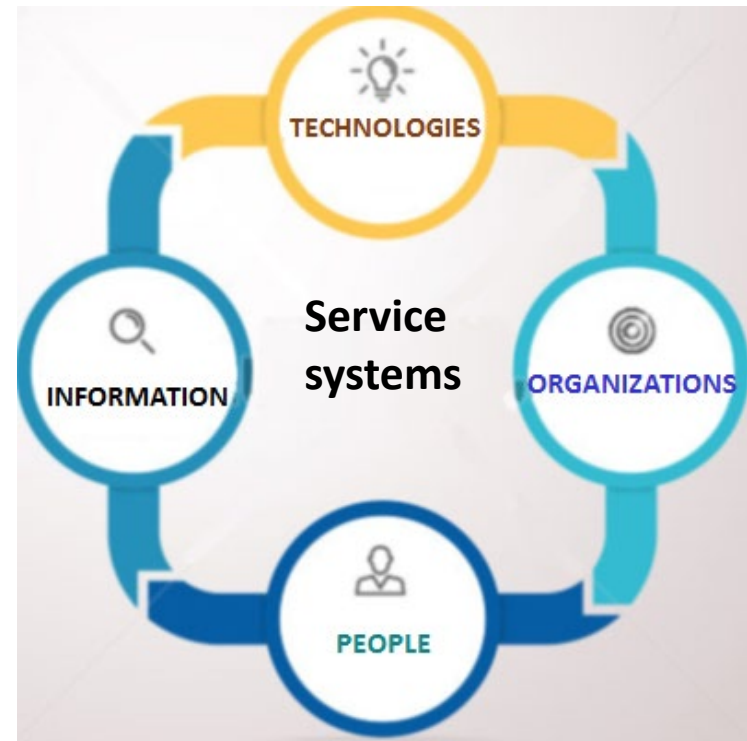 TECHNOLOGIES
Service
systems
INFORMATION
ORGANIZATIONS
PEOPLE